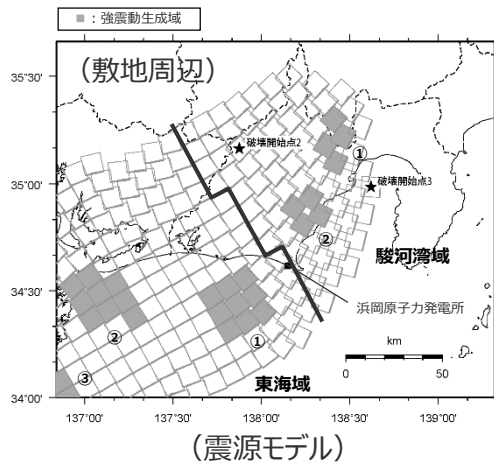 ■：強震動生成域
（敷地周辺）
35°30'
35°00'
34°30'
34°00'
137°00'
137°30'
138°00'
138°30'
139°00'
破壊開始点2
①
破壊開始点3
②
駿河湾域
浜岡原子力発電所
②
①
③
東海域
km
0
50
（震源モデル）